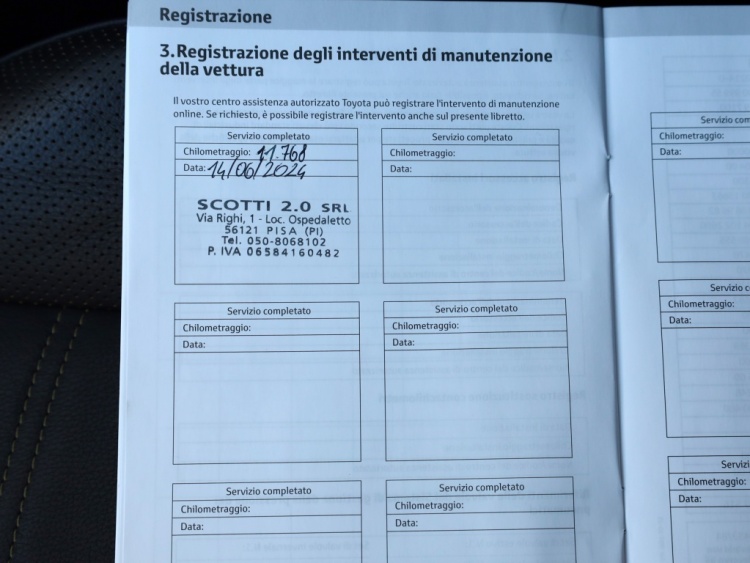 Registrazione
3.Registrazione degli interventi di manutenzione
della vettura
Il vostro centro assistenza autorizzato Toyota può registrare l'intervento di manutenzione
online. Se richiesto, è possibile registrare l'intervento anche sul presente libretto.
Servizio completato
Chilometraggio: 11.768
Data: 14/06/2024
SCOTTI 2.0 SRL
Via Righi, 1 - Loc. Ospedaletto
56121 PISA (PI)
Tel. 050-8068102
P. IVA 06584160482
Servizio completato
Chilometraggio:
Data:
Servizio completato
Chilometraggio:
Data:
Servizio completato
Chilometraggio:
Data:
Servizio completato
Chilometraggio:
Data:
Servizio completato
Chilometraggio:
Data:
Servizio com
Chilometraggio:
Data:
Servizio c
Chilometraggio:
Data:
Servizi
Chilometraggio:
Data: